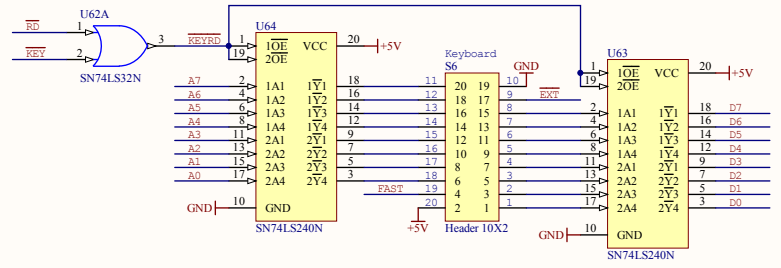 U62A
RD 1
3 KEYRD
KEY 2
SN74LS32N
U64
1 1OE VCC 20 +5V
19 2OE
A7 2 1A1 1Y1 18
A6 4 1A2 1Y2 16
A5 6 1A3 1Y3 14
A4 8 1A4 1Y4 12
A3 11 2A1 2Y1 9
A2 13 2A2 2Y2 7
A1 15 2A3 2Y3 5
A0 17 2A4 2Y4 3
GND 10 GND
SN74LS240N
Keyboard
S6
GND
11 20 19 10
12 18 17 9 EXT
13 16 15 8
14 14 13 7
15 12 11 6
16 10 9 5
17 8 7 4
18 6 5 3
FAST 19 4 3 2
20 2 1 1
+5V
Header 10X2
U63
1 1OE VCC 20 +5V
19 2OE
2 1A1 1Y1 18 D7
4 1A2 1Y2 16 D6
6 1A3 1Y3 14 D5
8 1A4 1Y4 12 D4
11 2A1 2Y1 9 D3
13 2A2 2Y2 7 D2
15 2A3 2Y3 5 D1
17 2A4 2Y4 3 D0
GND 10 GND
SN74LS240N